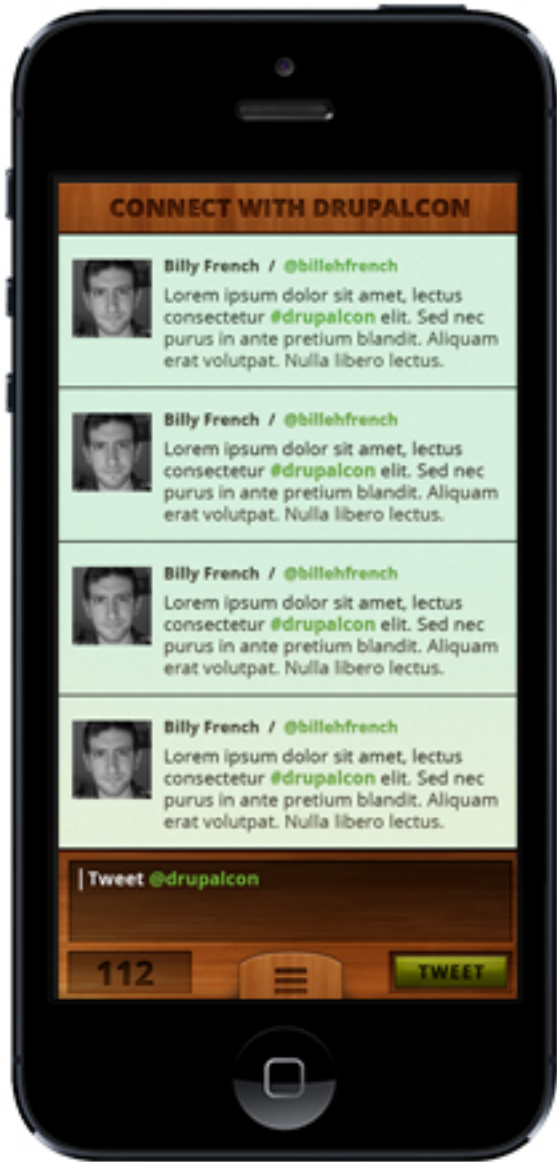 CONNECT WITH DRUPALCON
Billy French / @billehfrench
Lorem ipsum dolor sit amet, lectus
consectetur #drupalcon elit. Sed nec
purus in ante pretium blandit. Aliquam
erat volutpat. Nulla libero lectus.
Billy French / @billehfrench
Lorem ipsum dolor sit amet, lectus
consectetur #drupalcon elit. Sed nec
purus in ante pretium blandit. Aliquam
erat volutpat. Nulla libero lectus.
Billy French / @billehfrench
Lorem ipsum dolor sit amet, lectus
consectetur #drupalcon elit. Sed nec
purus in ante pretium blandit. Aliquam
erat volutpat. Nulla libero lectus.
Billy French / @billehfrench
Lorem ipsum dolor sit amet, lectus
consectetur #drupalcon elit. Sed nec
purus in ante pretium blandit. Aliquam
erat volutpat. Nulla libero lectus.
Tweet @drupalcon
112
TWEET